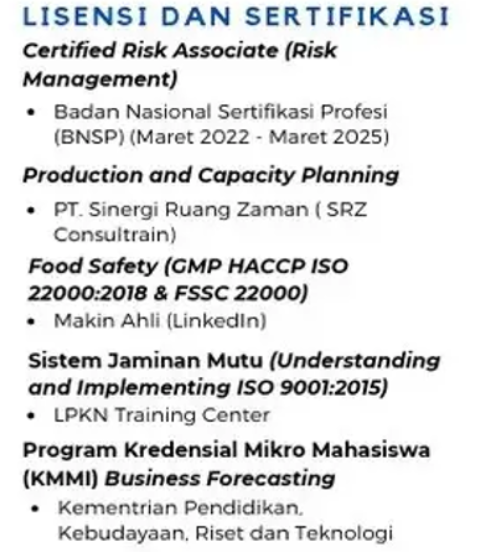 LISENSI DAN SERTIFIKASI
Certified Risk Associate (Risk
Management)
• Badan Nasional Sertifikasi Profesi
(BNSP) (Maret 2022 - Maret 2025)
Production and Capacity Planning
• PT. Sinergi Ruang Zaman ( SRZ
Consultrain)
Food Safety (GMP HACCP ISO
22000:2018 & FSSC 22000)
• Makin Ahli (LinkedIn)
Sistem Jaminan Mutu (Understanding
and Implementing ISO 9001:2015)
• LPKN Training Center
Program Kredensial Mikro Mahasiswa
(KMMI) Business Forecasting
• Kementrian Pendidikan,
Kebudayaan, Riset dan Teknologi